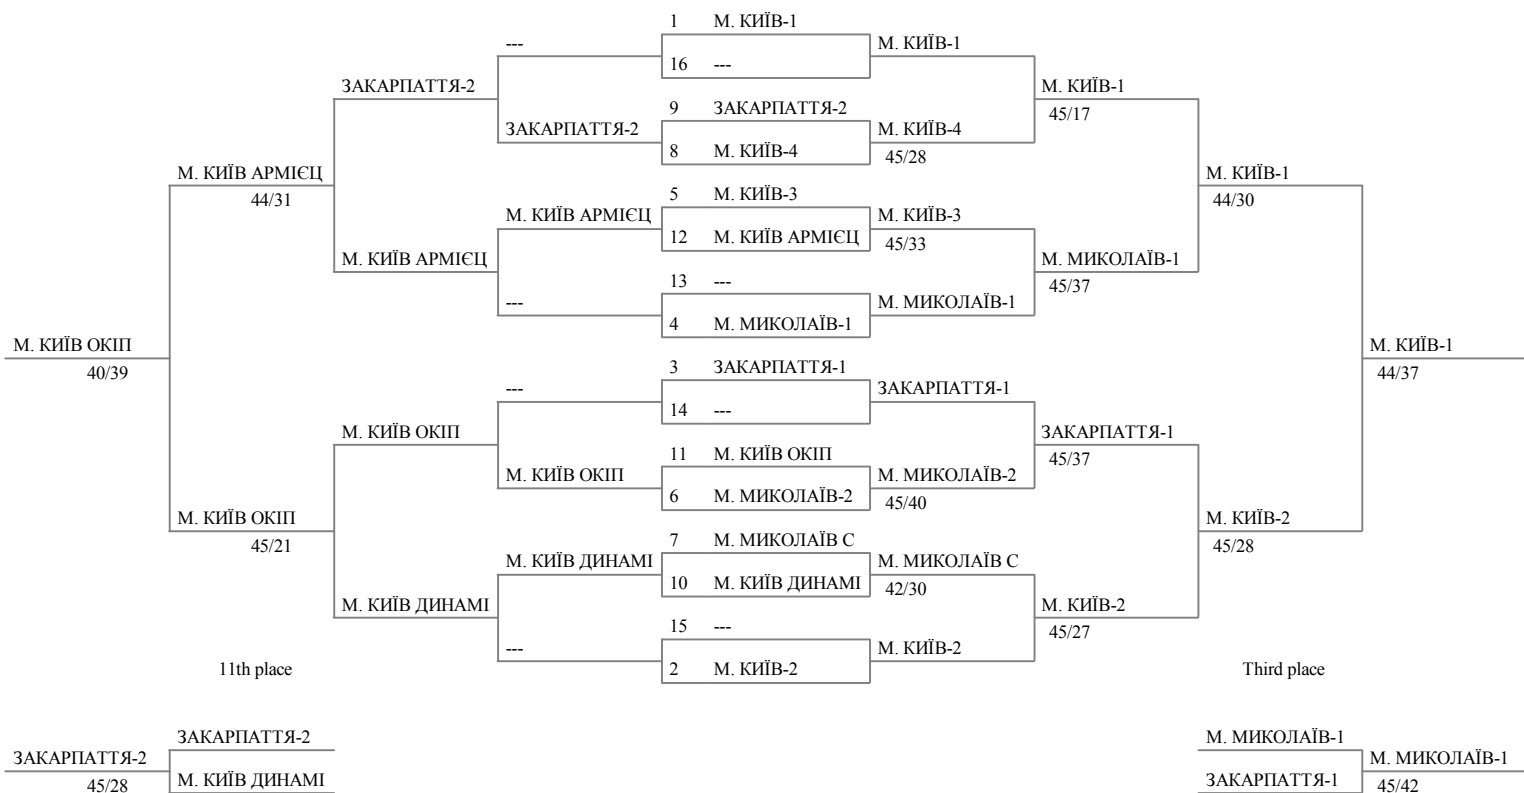 1 М. КИЇВ-1
--- М. КИЇВ-1
16 ---
ЗАКАРПАТТЯ-2 М. КИЇВ-1
9 ЗАКАРПАТТЯ-2 45/17
ЗАКАРПАТТЯ-2 М. КИЇВ-4
8 М. КИЇВ-4 45/28
М. КИЇВ АРМІЄЦ М. КИЇВ-1
44/31 5 М. КИЇВ-3 44/30
М. КИЇВ АРМІЄЦ М. КИЇВ-3
12 М. КИЇВ АРМІЄЦ 45/33
М. КИЇВ АРМІЄЦ М. МИКОЛАЇВ-1
13 --- 45/37
--- М. МИКОЛАЇВ-1
4 М. МИКОЛАЇВ-1
М. КИЇВ ОКІП М. КИЇВ-1
40/39 3 ЗАКАРПАТТЯ-1 44/37
--- ЗАКАРПАТТЯ-1
14 ---
М. КИЇВ ОКІП ЗАКАРПАТТЯ-1
11 М. КИЇВ ОКІП 45/37
М. КИЇВ ОКІП М. МИКОЛАЇВ-2
6 М. МИКОЛАЇВ-2 45/40
М. КИЇВ ОКІП М. КИЇВ-2
45/21 7 М. МИКОЛАЇВ С 45/28
М. КИЇВ ДИНАМІ М. МИКОЛАЇВ С
10 М. КИЇВ ДИНАМІ 42/30
М. КИЇВ ДИНАМІ М. КИЇВ-2
15 --- 45/27
--- М. КИЇВ-2
11th place 2 М. КИЇВ-2 Third place
ЗАКАРПАТТЯ-2 М. МИКОЛАЇВ-1
ЗАКАРПАТТЯ-2 М. МИКОЛАЇВ-1
45/28 М. КИЇВ ДИНАМІ ЗАКАРПАТТЯ-1 45/42